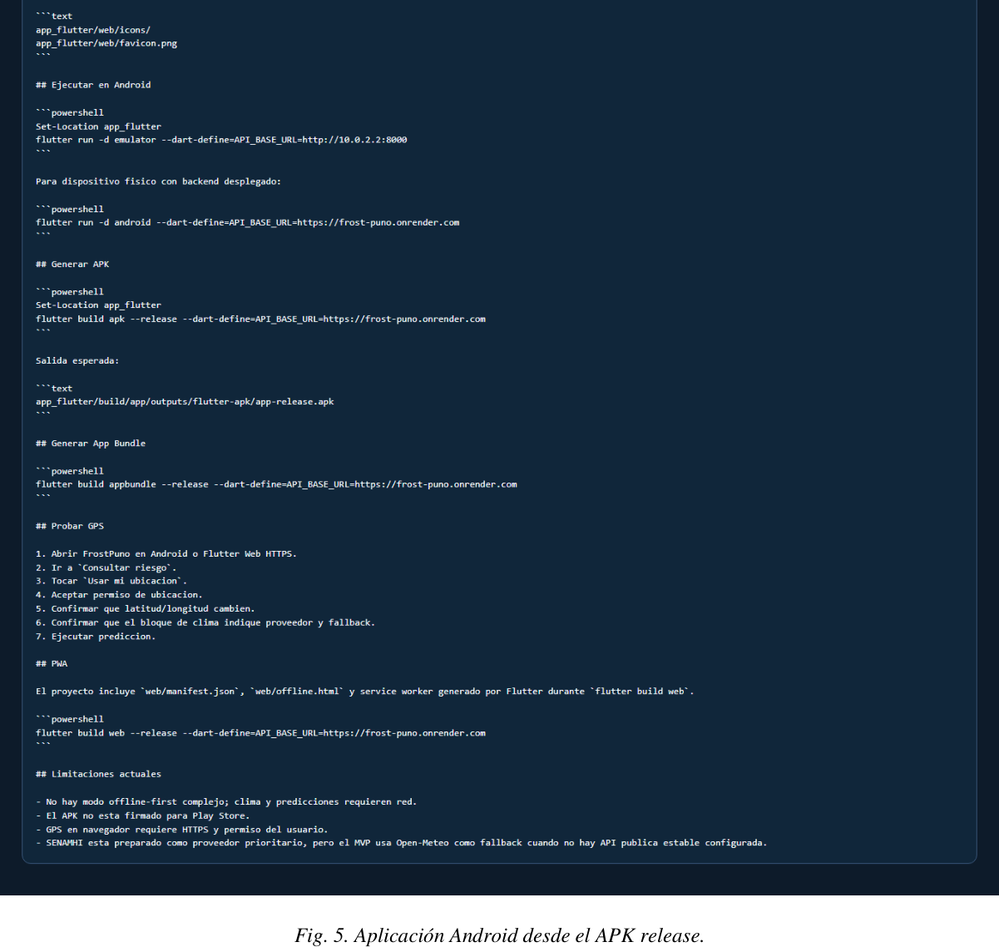 ```text
app_flutter/web/icons/
app_flutter/web/favicon.png
```
## Ejecutar en Android
```powershell
Set-Location app_flutter
flutter run -d emulator --dart-define=API_BASE_URL=http://10.0.2.2:8000
```
Para dispositivo fisico con backend desplegado:
```powershell
flutter run -d android --dart-define=API_BASE_URL=https://frost-puno.onrender.com
```
## Generar APK
```powershell
Set-Location app_flutter
flutter build apk --release --dart-define=API_BASE_URL=https://frost-puno.onrender.com
```
Salida esperada:
```text
app_flutter/build/app/outputs/flutter-apk/app-release.apk
```
## Generar App Bundle
```powershell
flutter build appbundle --release --dart-define=API_BASE_URL=https://frost-puno.onrender.com
```
## Probar GPS
1. Abrir FrostPuno en Android o Flutter Web HTTPS.
2. Ir a `Consultar riesgo`.
3. Tocar `Usar mi ubicacion`.
4. Aceptar permiso de ubicacion.
5. Confirmar que latitud/longitud cambien.
6. Confirmar que el bloque de clima indique proveedor y fallback.
7. Ejecutar prediccion.
## PWA
El proyecto incluye `web/manifest.json`, `web/offline.html` y service worker generado por Flutter durante `flutter build web`.
```powershell
flutter build web --release --dart-define=API_BASE_URL=https://frost-puno.onrender.com
```
## Limitaciones actuales
- No hay modo offline-first complejo; clima y predicciones requieren red.
- El APK no esta firmado para Play Store.
- GPS en navegador requiere HTTPS y permiso del usuario.
- SENAMHI esta preparado como proveedor prioritario, pero el MVP usa Open-Meteo como fallback cuando no hay API publica estable configurada.
Fig. 5. Aplicación Android desde el APK release.